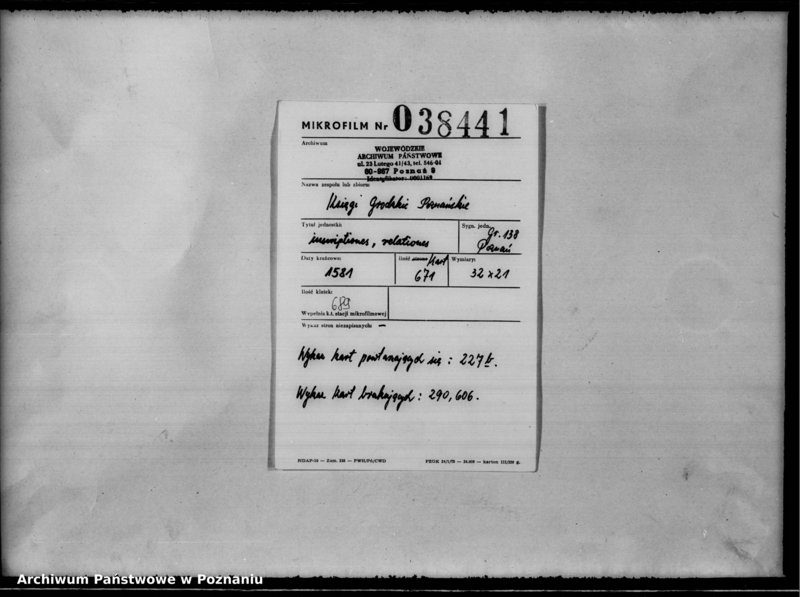 MIKROFILM Nr 038441
Archiwum
WOJEWÓDZKIE
ARCHIWUM PAŃSTWOWE
ul. 23 Lutego 41/43, tel. 546-01
60-967 Poznań 9
Identyfikator: 0001168
Nazwa zespołu lub zbioru:
Księgi Grodzkie Poznańskie
Tytuł jednostki:
inscriptiones, relationes
Sygn. jedn.
Gr. 138
Poznań
Daty krańcowe:
1581
Ilość stron Kart
671
Wymiary:
32 x 21
Ilość klatek:
689
Wypełnia k.t. stacji mikrofilmowej
Wykaz stron niezapisanych: —
Wykaz kart powtarzających się : 227 b.
Wykaz kart brakujących : 290, 606.
Archiwum Państwowe w Poznaniu